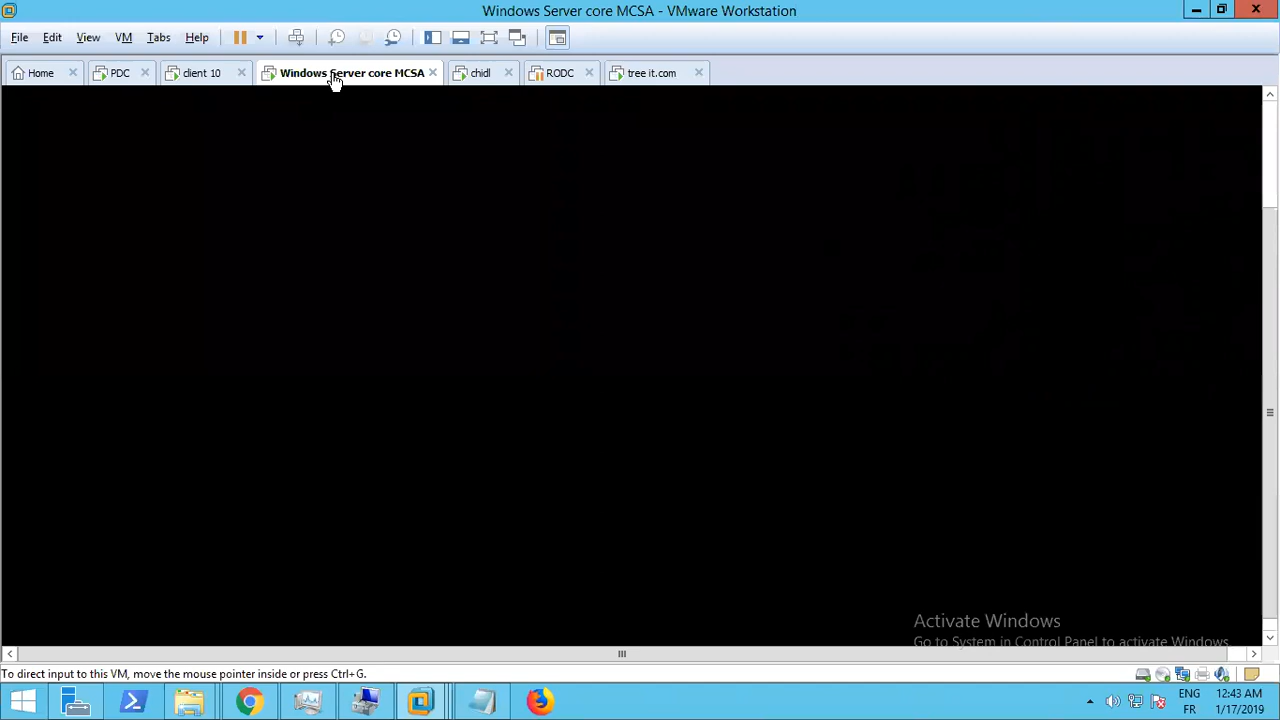 Windows Server core MCSA - VMware Workstation
File Edit View VM Tabs Help
Home PDC client 10 Windows Server core MCSA chidl RODC tree it.com
Activate Windows
Go to System in Control Panel to activate Windows.
To direct input to this VM, move the mouse pointer inside or press Ctrl+G.
ENG 12:43 AM
FR 1/17/2019